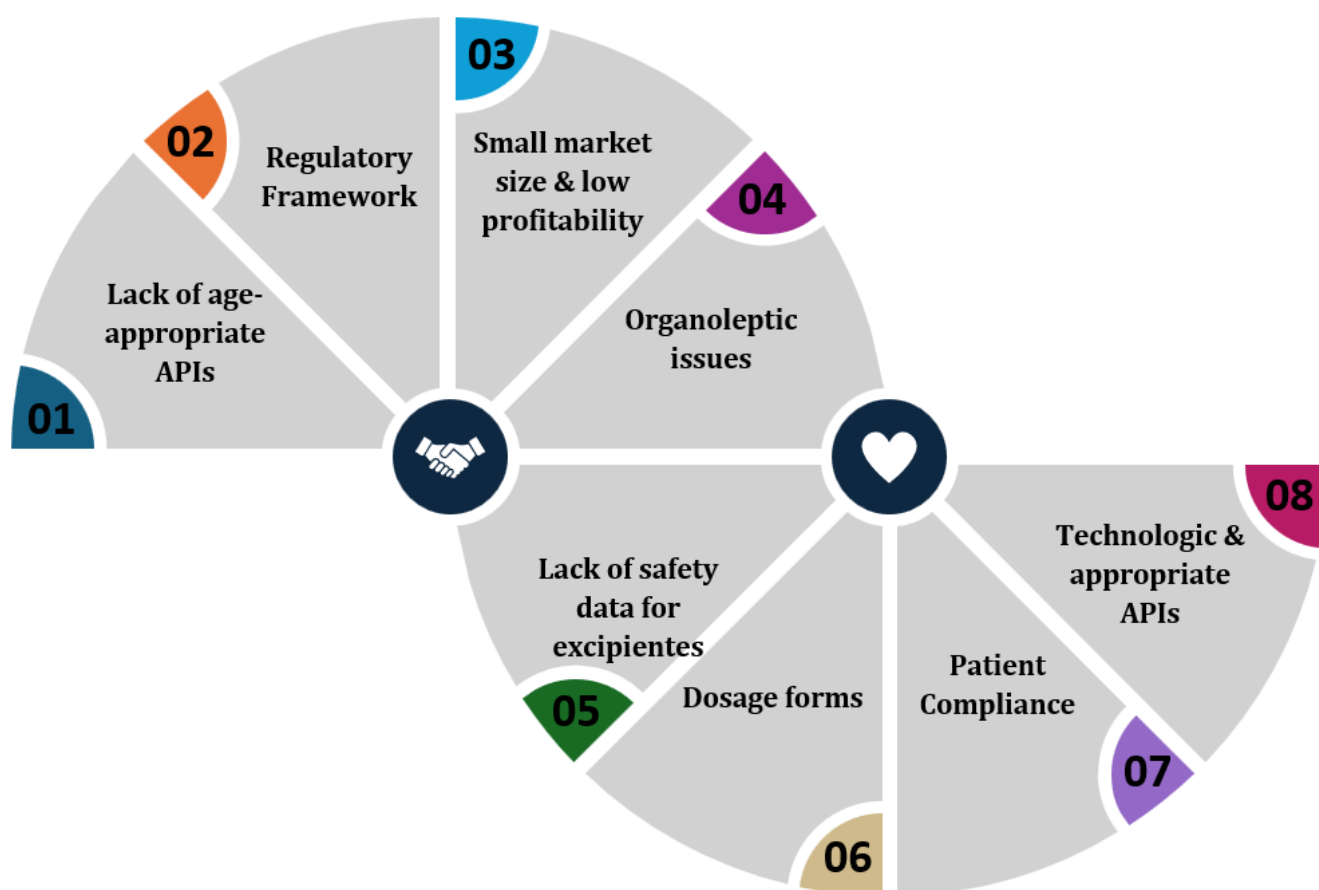 01
Lack of age-
appropriate
APIs
02
Regulatory
Framework
03
Small market
size & low
profitability
04
Organoleptic
issues
05
Lack of safety
data for
excipientes
06
Dosage forms
07
Patient
Compliance
08
Technologic &
appropriate
APIs